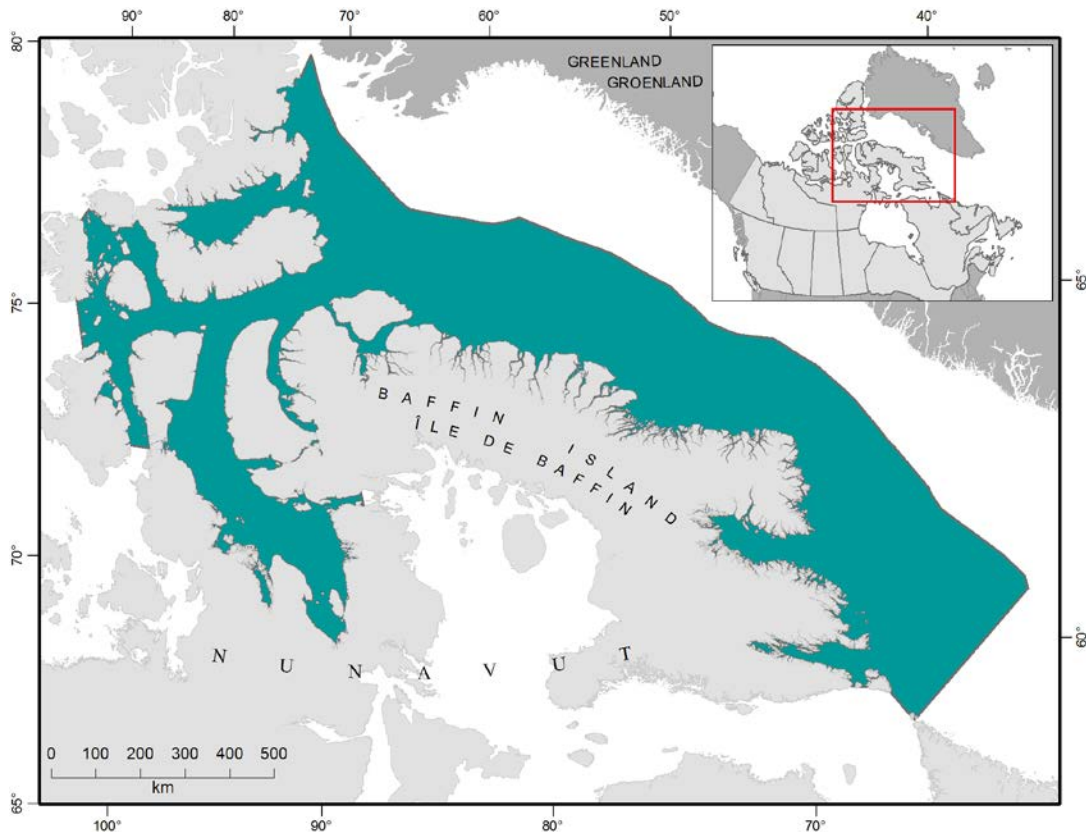 90° 80° 70° 60° 50° 40°
80°
GREENLAND
GROENLAND
65°
75°
BAFFIN ISLAND
ÎLE DE BAFFIN
70°
60°
NUNAVUT
0 100 200 300 400 500
km
65°
100° 90° 80° 70°